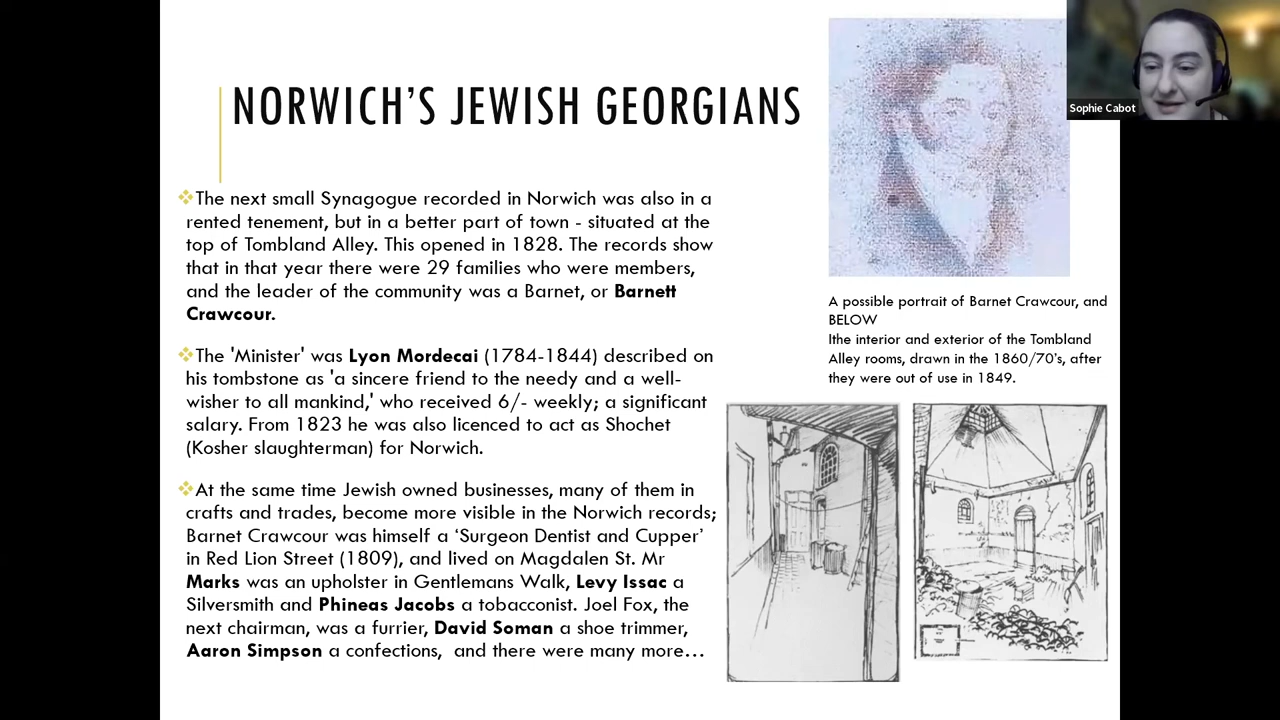 NORWICH'S JEWISH GEORGIANS
Sophie Cabot
❖The next small Synagogue recorded in Norwich was also in a
rented tenement, but in a better part of town - situated at the
top of Tombland Alley. This opened in 1828. The records show
that in that year there were 29 families who were members,
and the leader of the community was a Barnet, or Barnett
Crawcour.
❖The 'Minister' was Lyon Mordecai (1784-1844) described on
his tombstone as 'a sincere friend to the needy and a well-
wisher to all mankind,' who received 6/- weekly; a significant
salary. From 1823 he was also licenced to act as Shochet
(Kosher slaughterman) for Norwich.
❖At the same time Jewish owned businesses, many of them in
crafts and trades, become more visible in the Norwich records;
Barnet Crawcour was himself a ‘Surgeon Dentist and Cupper’
in Red Lion Street (1809), and lived on Magdalen St. Mr
Marks was an upholster in Gentlemans Walk, Levy Issac a
Silversmith and Phineas Jacobs a tobacconist. Joel Fox, the
next chairman, was a furrier, David Soman a shoe trimmer,
Aaron Simpson a confections,  and there were many more…
A possible portrait of Barnet Crawcour, and
BELOW
Ithe interior and exterior of the Tombland
Alley rooms, drawn in the 1860/70's, after
they were out of use in 1849.